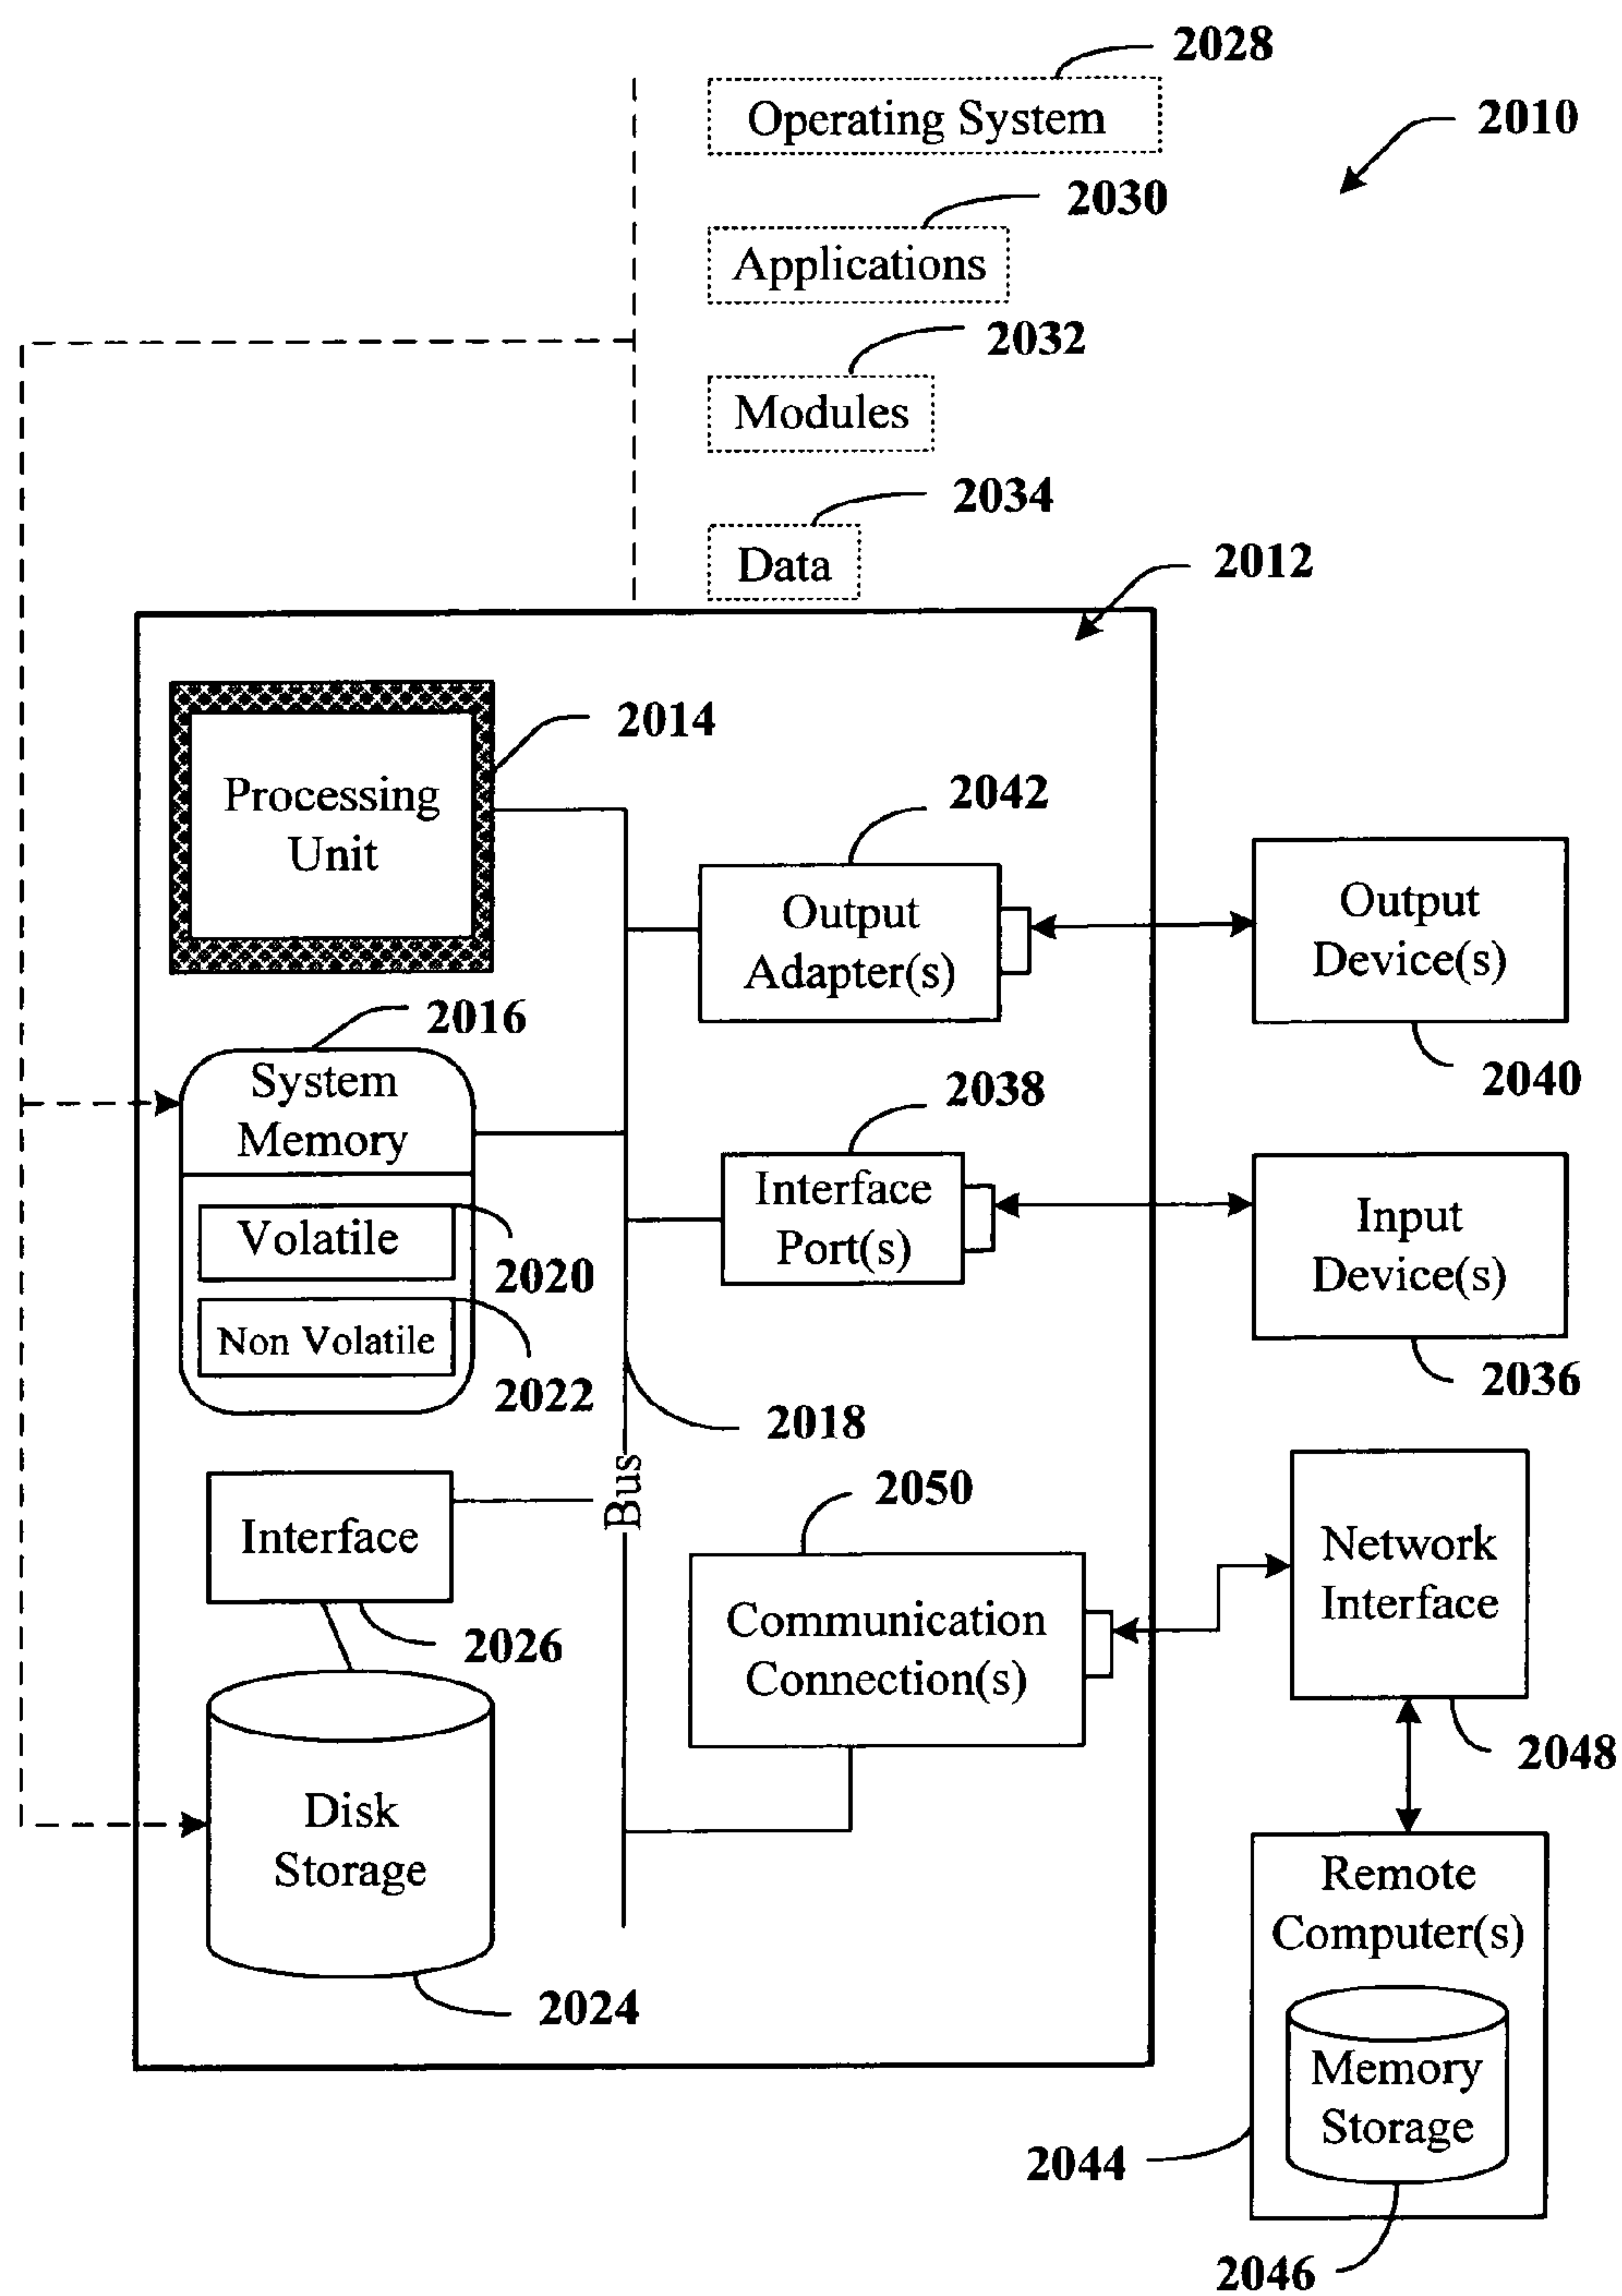 2028
Operating System
2010
2030
Applications
2032
Modules
2034
Data
2012
2014
Processing
Unit
2042
Output
Adapter(s)
Output
Device(s)
2040
2016
System
Memory
2038
Interface
Port(s)
Input
Device(s)
2036
Volatile
2020
Non Volatile
2022
2018
Bus
Interface
2026
2050
Communication
Connection(s)
Network
Interface
2048
Disk
Storage
2024
Remote
Computer(s)
Memory
Storage
2044
2046